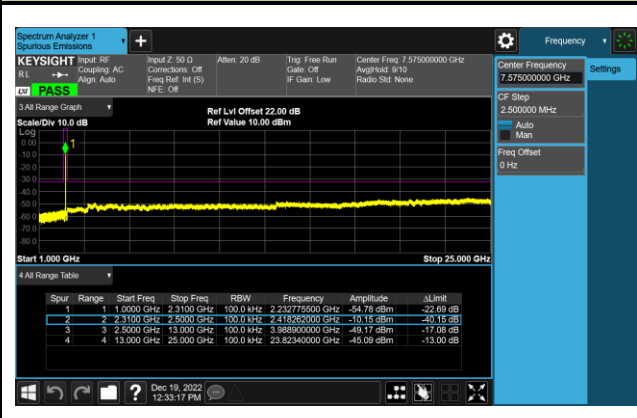 Spectrum Analyzer 1
Spurious Emissions
Frequency
KEYSIGHT
RL
Input: RF
Coupling: AC
Align: Auto
Input Z: 50 Ω
Corrections: Off
Freq Ref: Int (S)
NFE: Off
Atten: 20 dB
Trig: Free Run
Gate: Off
IF Gain: Low
Center Freq: 7.575000000 GHz
Avg|Hold: 9/10
Radio Std: None
LXI PASS
Center Frequency
7.575000000 GHz
Settings
CF Step
2.500000 MHz
Auto
Man
Freq Offset
0 Hz
3 All Range Graph
Scale/Div 10.0 dB
Ref Lvl Offset 22.00 dB
Ref Value 10.00 dBm
Log
0.00
-10.0
-20.0
-30.0
-40.0
-50.0
-60.0
-70.0
-80.0
1
Start 1.000 GHz
Stop 25.000 GHz
4 All Range Table
Spur Range Start Freq Stop Freq RBW Frequency Amplitude ΔLimit
1 1 1.0000 GHz 2.3100 GHz 100.0 kHz 2.232775500 GHz -54.78 dBm -22.69 dB
2 2 2.3100 GHz 2.5000 GHz 100.0 kHz 2.418262000 GHz -10.15 dBm -40.15 dB
3 3 2.5000 GHz 13.000 GHz 100.0 kHz 3.988900000 GHz -49.17 dBm -17.08 dB
4 4 13.000 GHz 25.000 GHz 100.0 kHz 23.82340000 GHz -45.09 dBm -13.00 dB
?
Dec 19, 2022
12:33:17 PM